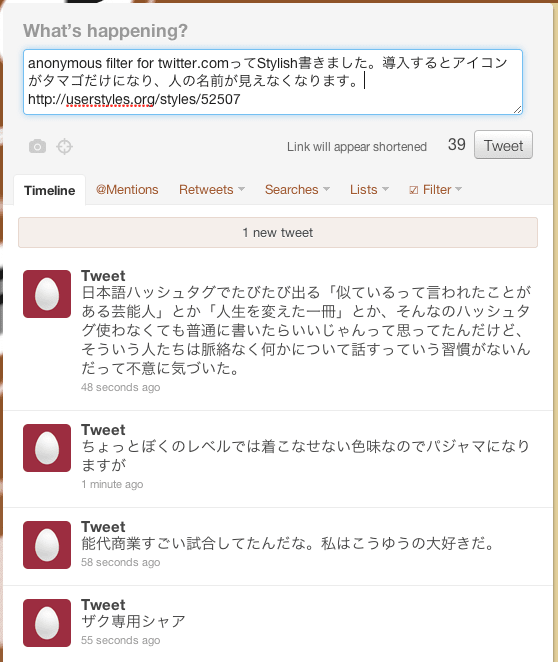 What's happening?
anonymous filter for twitter.comってStylish書きました。導入するとアイコン
がタマゴだけになり、人の名前が見えなくなります。
http://userstyles.org/styles/52507
Link will appear shortened 39 Tweet
Timeline @Mentions Retweets Searches Lists ☑ Filter
1 new tweet
Tweet
日本語ハッシュタグでたびたび出る「似ているって言われたことが
ある芸能人」とか「人生を変えた一冊」とか、そんなのハッシュタ
グ使わなくても普通に書いたらいいじゃんって思ってたんだけど、
そういう人たちは脈絡なく何かについて話すっていう習慣がないん
だって不意に気づいた。
48 seconds ago
Tweet
ちょっとぼくのレベルでは着こなせない色味なのでパジャマになり
ますが
1 minute ago
Tweet
能代商業すごい試合してたんだな。私はこうゆうの大好きだ。
58 seconds ago
Tweet
ザク専用シャア
55 seconds ago